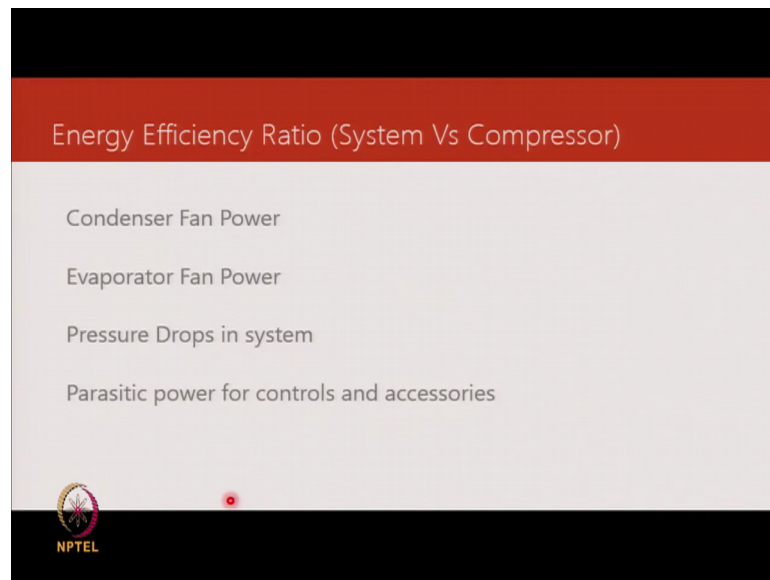 Energy Efficiency Ratio (System Vs Compressor)
Condenser Fan Power
Evaporator Fan Power
Pressure Drops in system
Parasitic power for controls and accessories
NPTEL